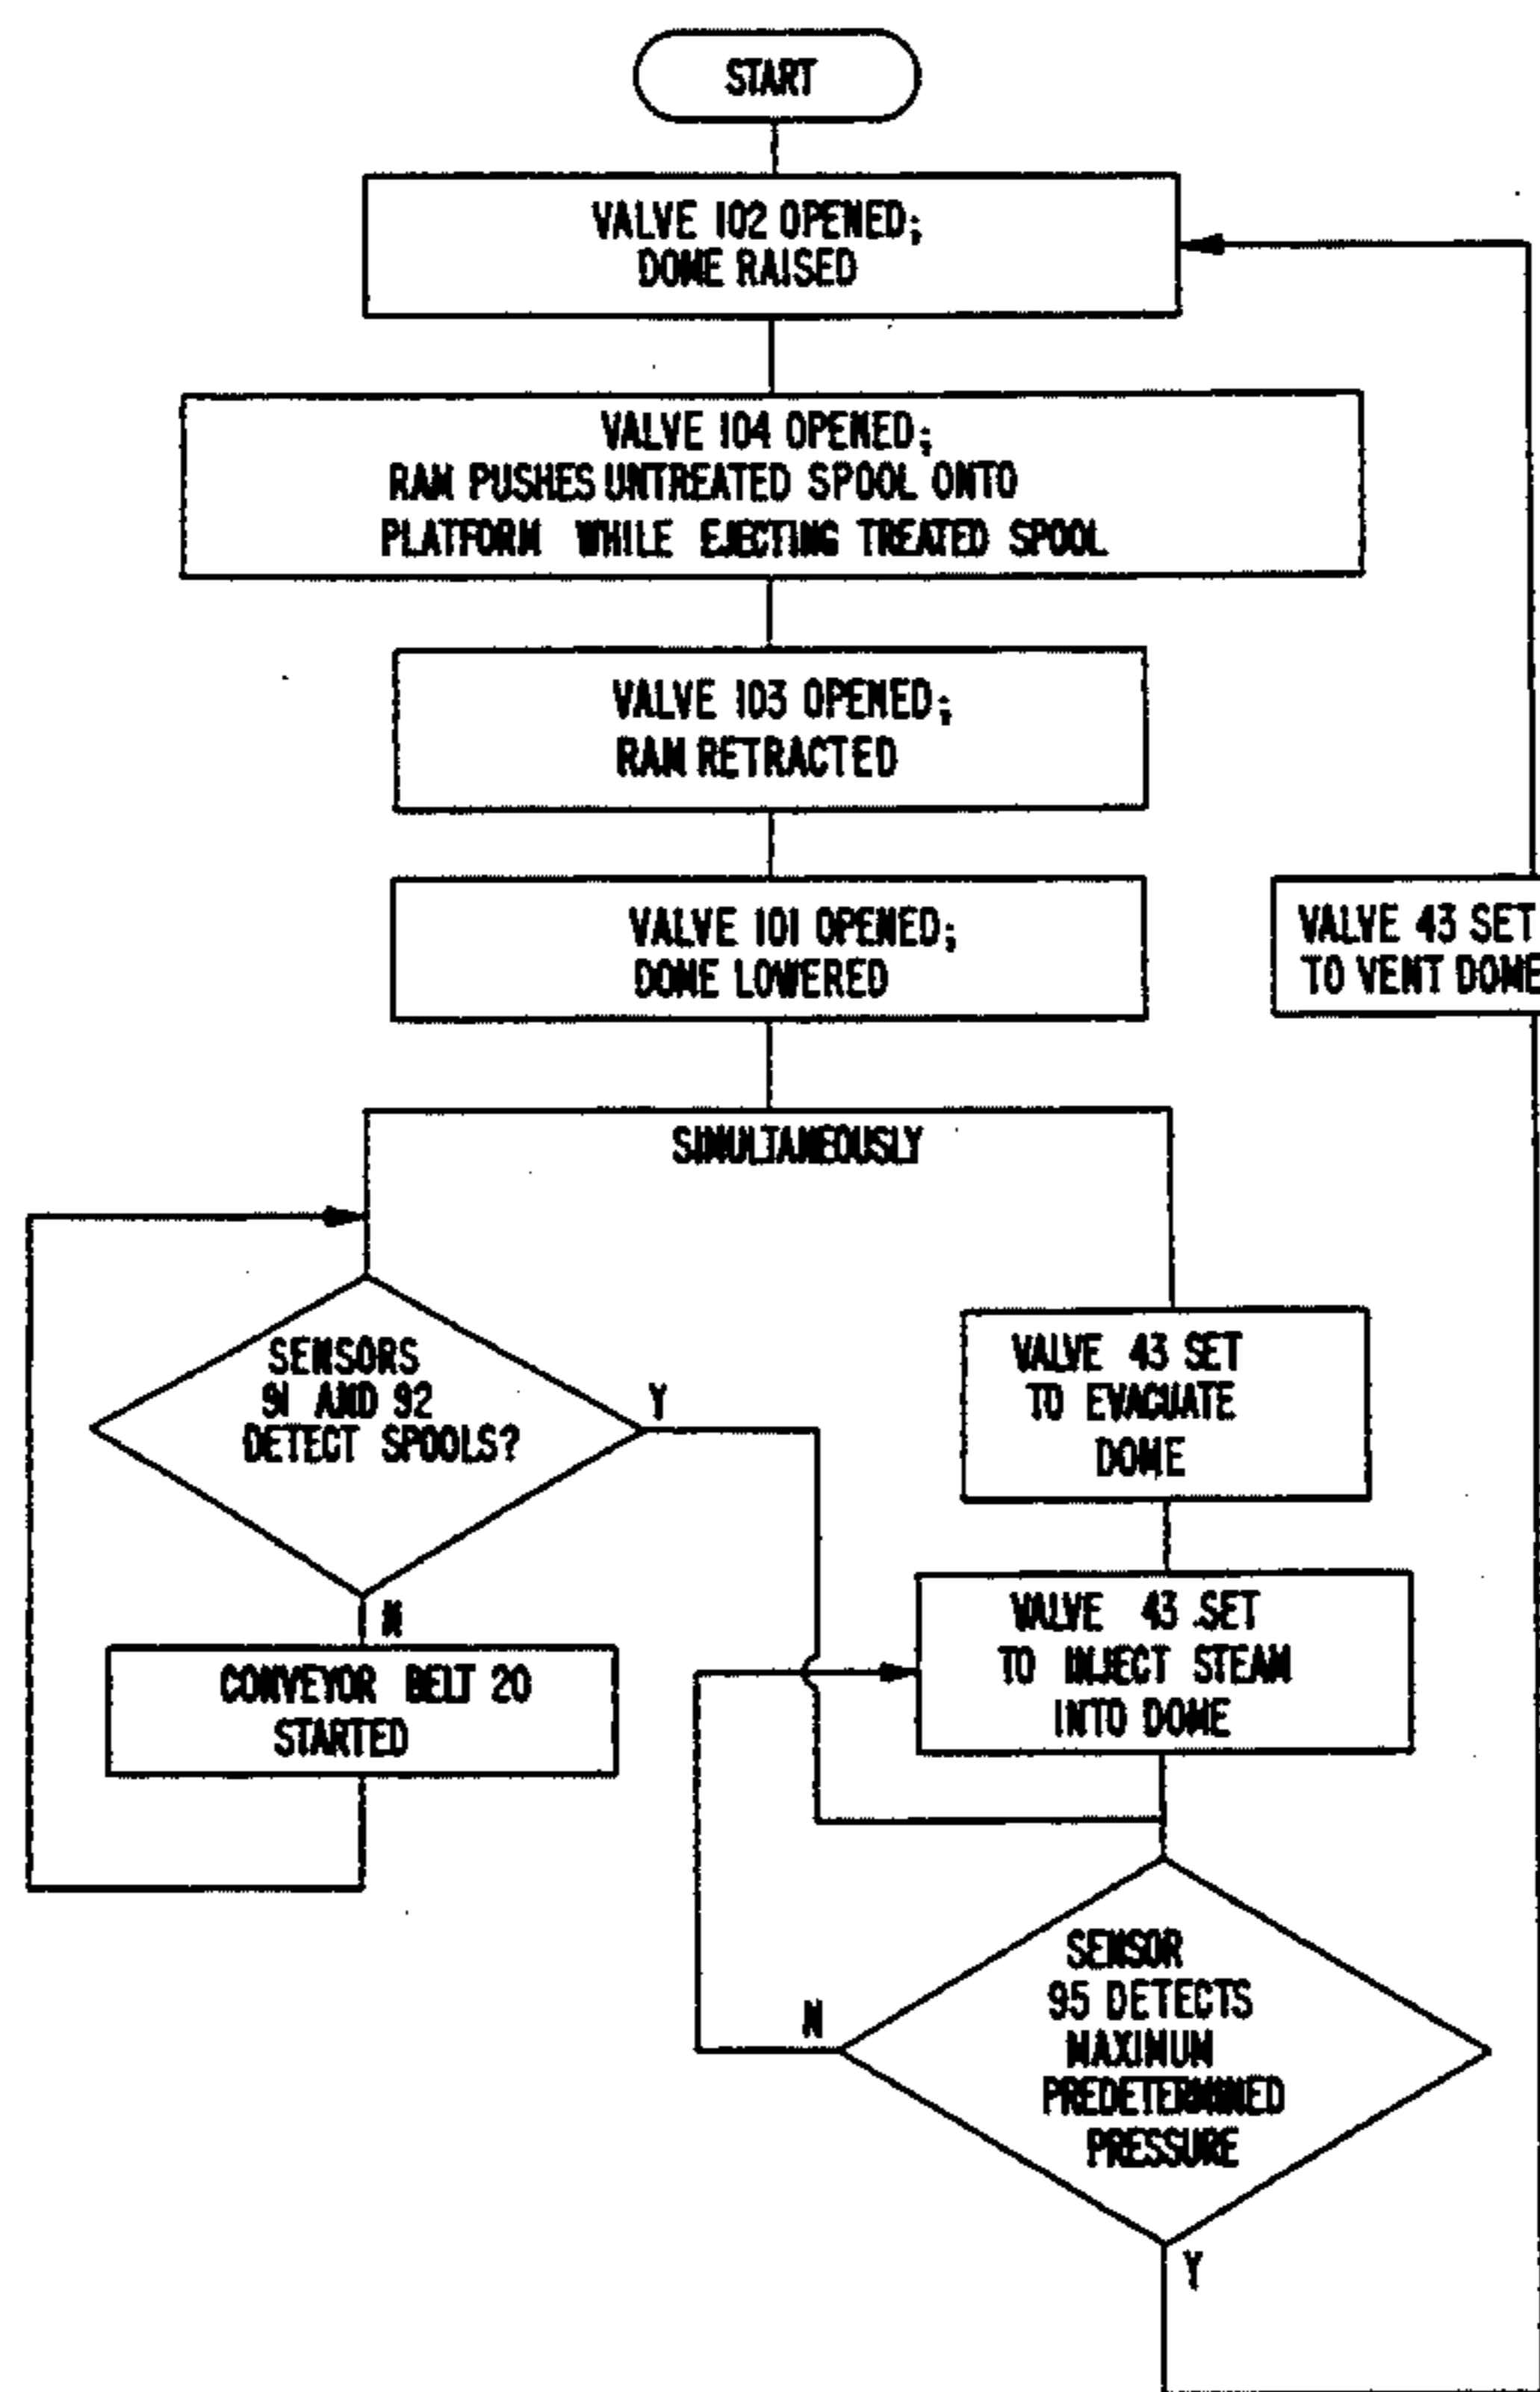 START
VALVE 102 OPENED;
DOME RAISED
VALVE 104 OPENED;
RAM PUSHES UNTREATED SPOOL ONTO
PLATFORM WHILE EJECTING TREATED SPOOL
VALVE 103 OPENED;
RAM RETRACTED
VALVE 101 OPENED;
DOME LOWERED
VALVE 43 SET
TO VENT DOME
SIMULTANEOUSLY
SENSORS
91 AND 92
DETECT SPOOLS?
Y
N
CONVEYOR BELT 20
STARTED
VALVE 43 SET
TO EVACUATE
DOME
VALVE 43 SET
TO INJECT STEAM
INTO DOME
SENSOR
95 DETECTS
MAXIMUM
PREDETERMINED
PRESSURE
N
Y